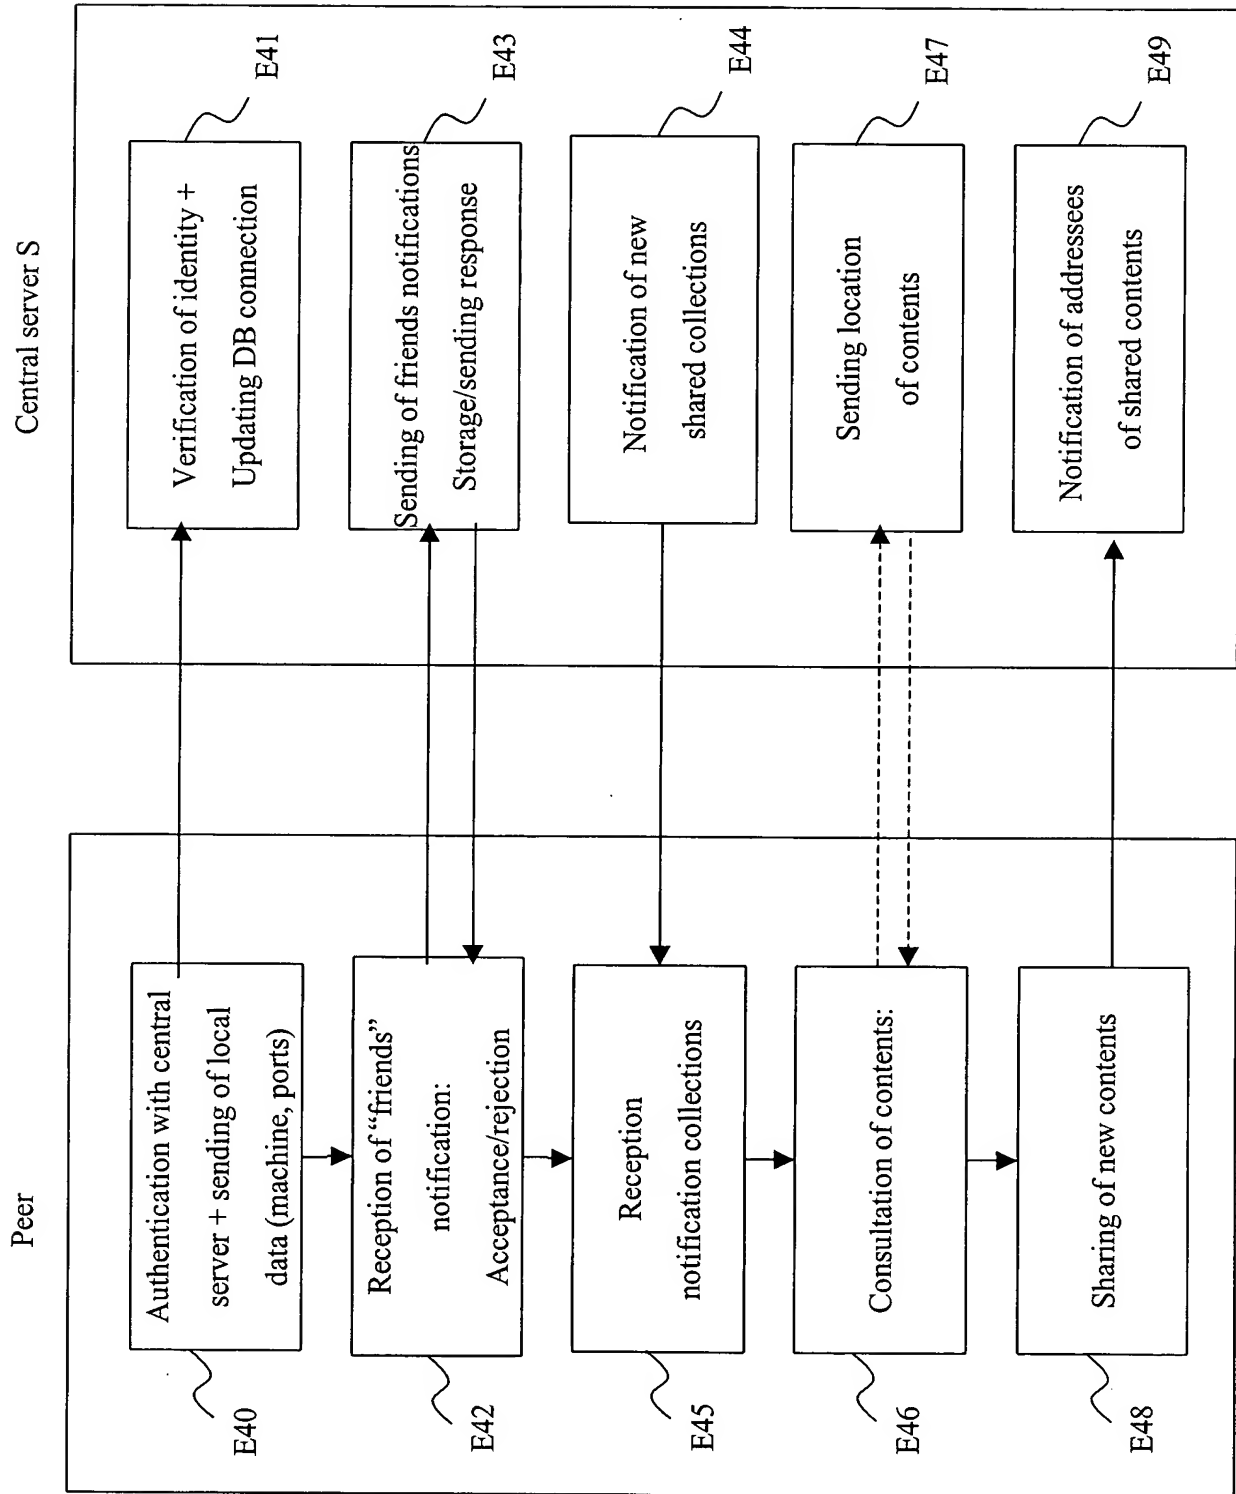 Peer
Central server S
E40
Authentication with central
server + sending of local
data (machine, ports)
Verification of identity +
Updating DB connection
E41
E42
Reception of “friends”
notification:
Acceptance/rejection
Sending of friends notifications
Storage/sending response
E43
E45
Reception
notification collections
Notification of new
shared collections
E44
E46
Consultation of contents:
Sending location
of contents
E47
E48
Sharing of new contents
Notification of addressees
of shared contents
E49